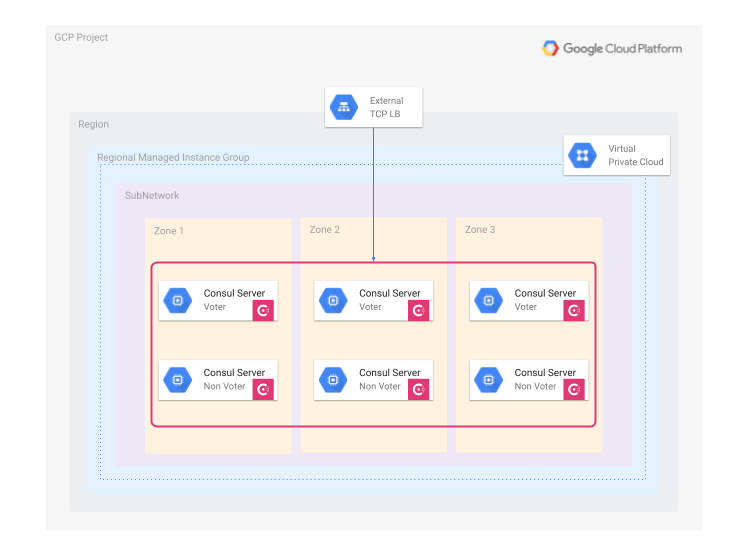 GCP Project
Google Cloud Platform
External
TCP LB
Region
Virtual
Private Cloud
Regional Managed Instance Group
SubNetwork
Zone 1
Zone 2
Zone 3
Consul Server
Voter
Consul Server
Voter
Consul Server
Voter
Consul Server
Non Voter
Consul Server
Non Voter
Consul Server
Non Voter